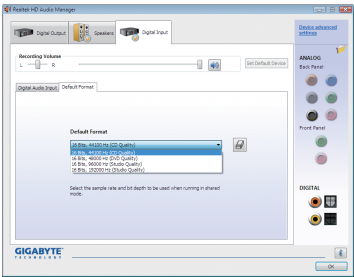 Realtek HD Audio Manager
Digital Output
Speakers
Digital Input
Device advanced settings
Recording Volume
L
R
Set Default Device
ANALOG
Back Panel
Digital Audio Input
Default Format
Default Format
16 Bits, 44100 Hz (CD Quality)
16 Bits, 44100 Hz (CD Quality)
16 Bits, 48000 Hz (DVD Quality)
16 Bits, 96000 Hz (Studio Quality)
16 Bits, 192000 Hz (Studio Quality)
Front Panel
Select the sample rate and bit depth to be used when running in shared
mode.
DIGITAL
GIGABYTE
TECHNOLOGY
OK